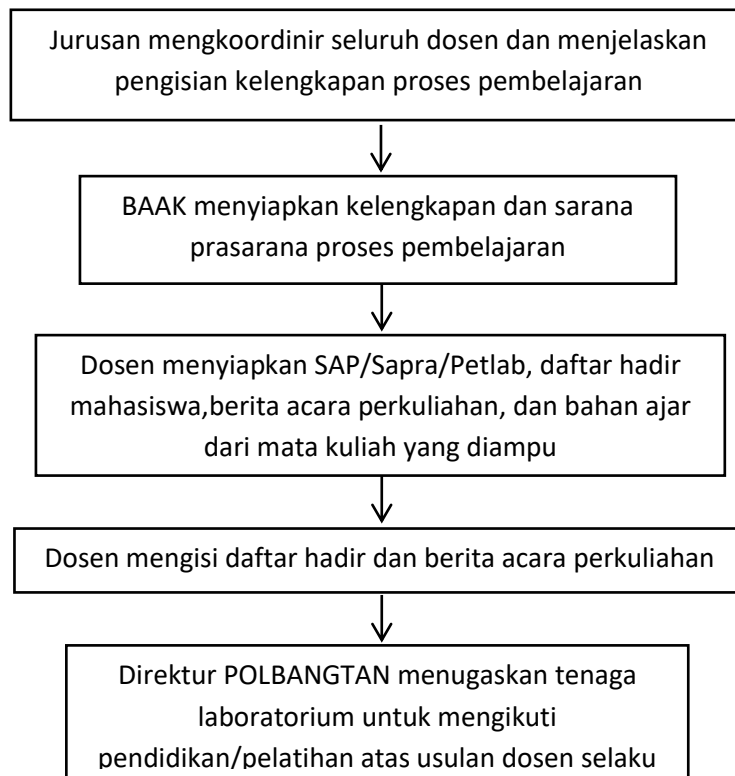 Jurusan mengkoordinir seluruh dosen dan menjelaskan
pengisian kelengkapan proses pembelajaran
BAAK menyiapkan kelengkapan dan sarana
prasarana proses pembelajaran
Dosen menyiapkan SAP/Sapra/Petlab, daftar hadir
mahasiswa,berita acara perkuliahan, dan bahan ajar
dari mata kuliah yang diampu
Dosen mengisi daftar hadir dan berita acara perkuliahan
Direktur POLBANGTAN menugaskan tenaga
laboratorium untuk mengikuti
pendidikan/pelatihan atas usulan dosen selaku